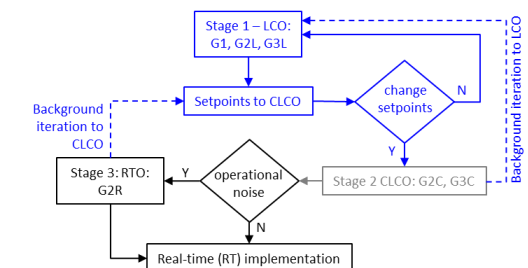 Stage 1 – LCO:
G1, G2L, G3L
Setpoints to CLCO
change
setpoints
N
Y
Background iteration to LCO
Background
iteration to
CLCO
Stage 2 CLCO: G2C, G3C
operational
noise
Y
N
Stage 3: RTO:
G2R
Real-time (RT) implementation